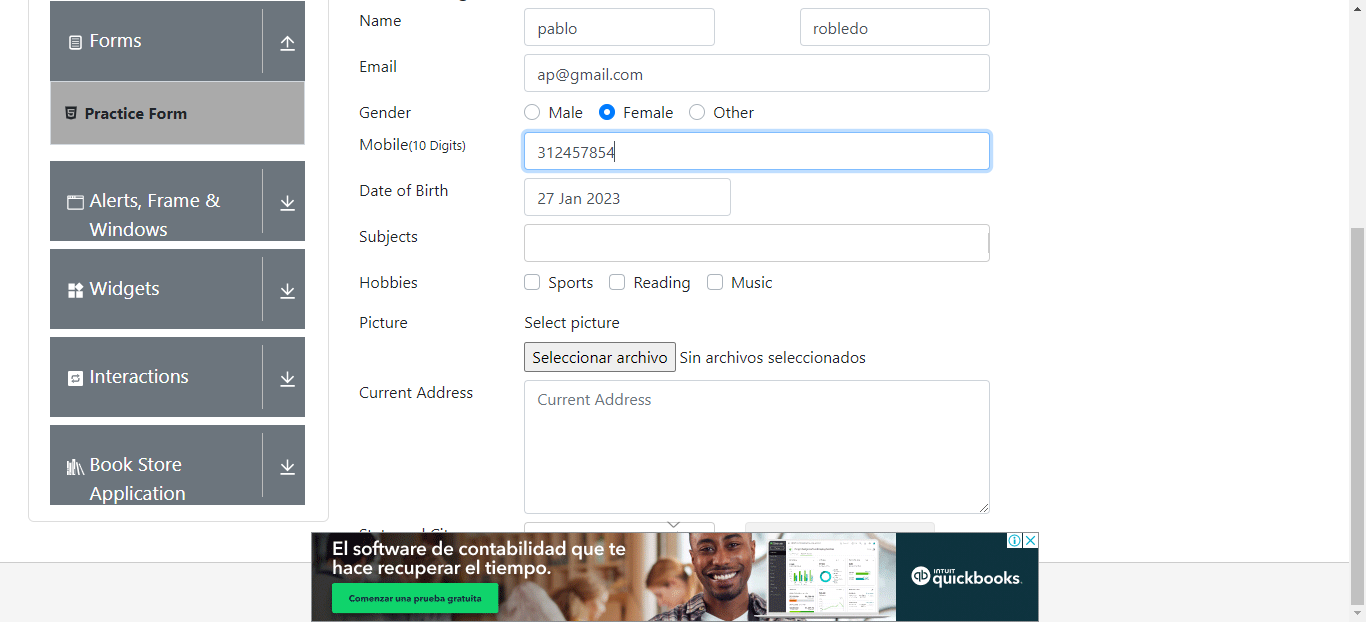 Forms
Practice Form
Alerts, Frame &
Windows
Widgets
Interactions
Book Store
Application
Name
pablo
robledo
Email
ap@gmail.com
Gender
Male
Female
Other
Mobile(10 Digits)
312457854
Date of Birth
27 Jan 2023
Subjects
Hobbies
Sports
Reading
Music
Picture
Select picture
Seleccionar archivo
Sin archivos seleccionados
Current Address
Current Address
El software de contabilidad que te
hace recuperar el tiempo.
Comenzar una prueba gratuita
INTUIT
quickbooks.